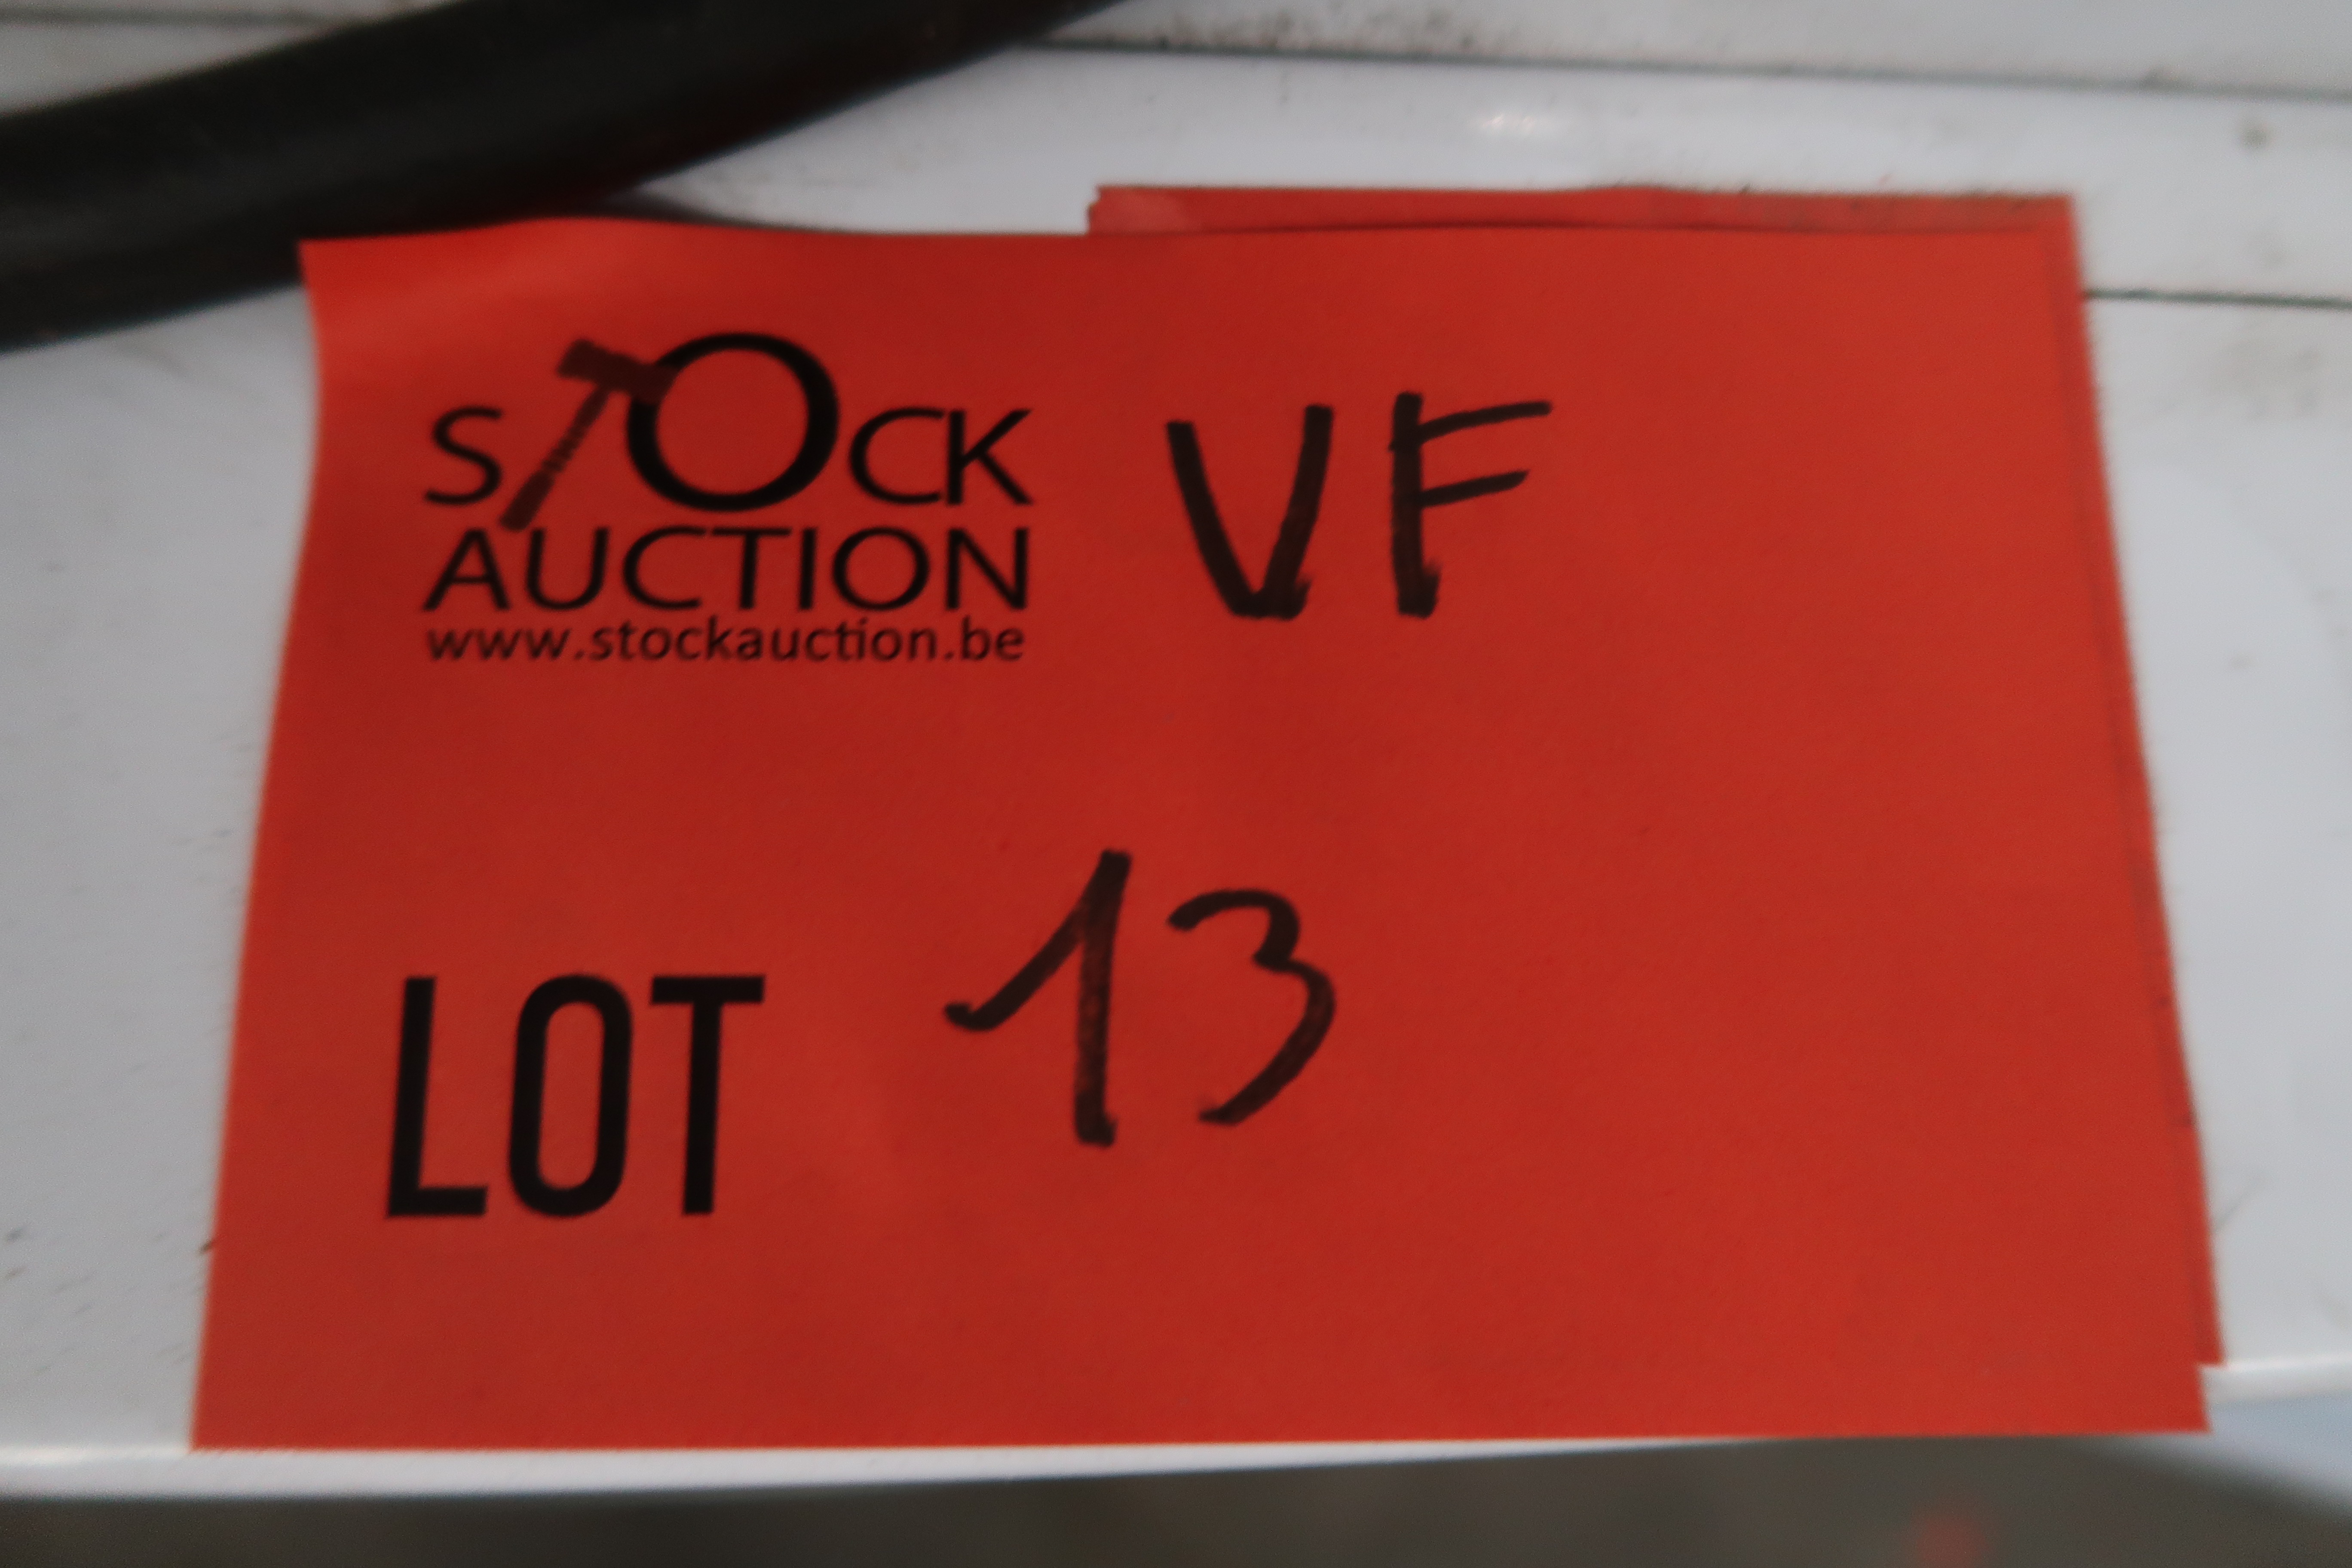 STOCK VF
AUCTION
www.stockauction.be
LOT 13